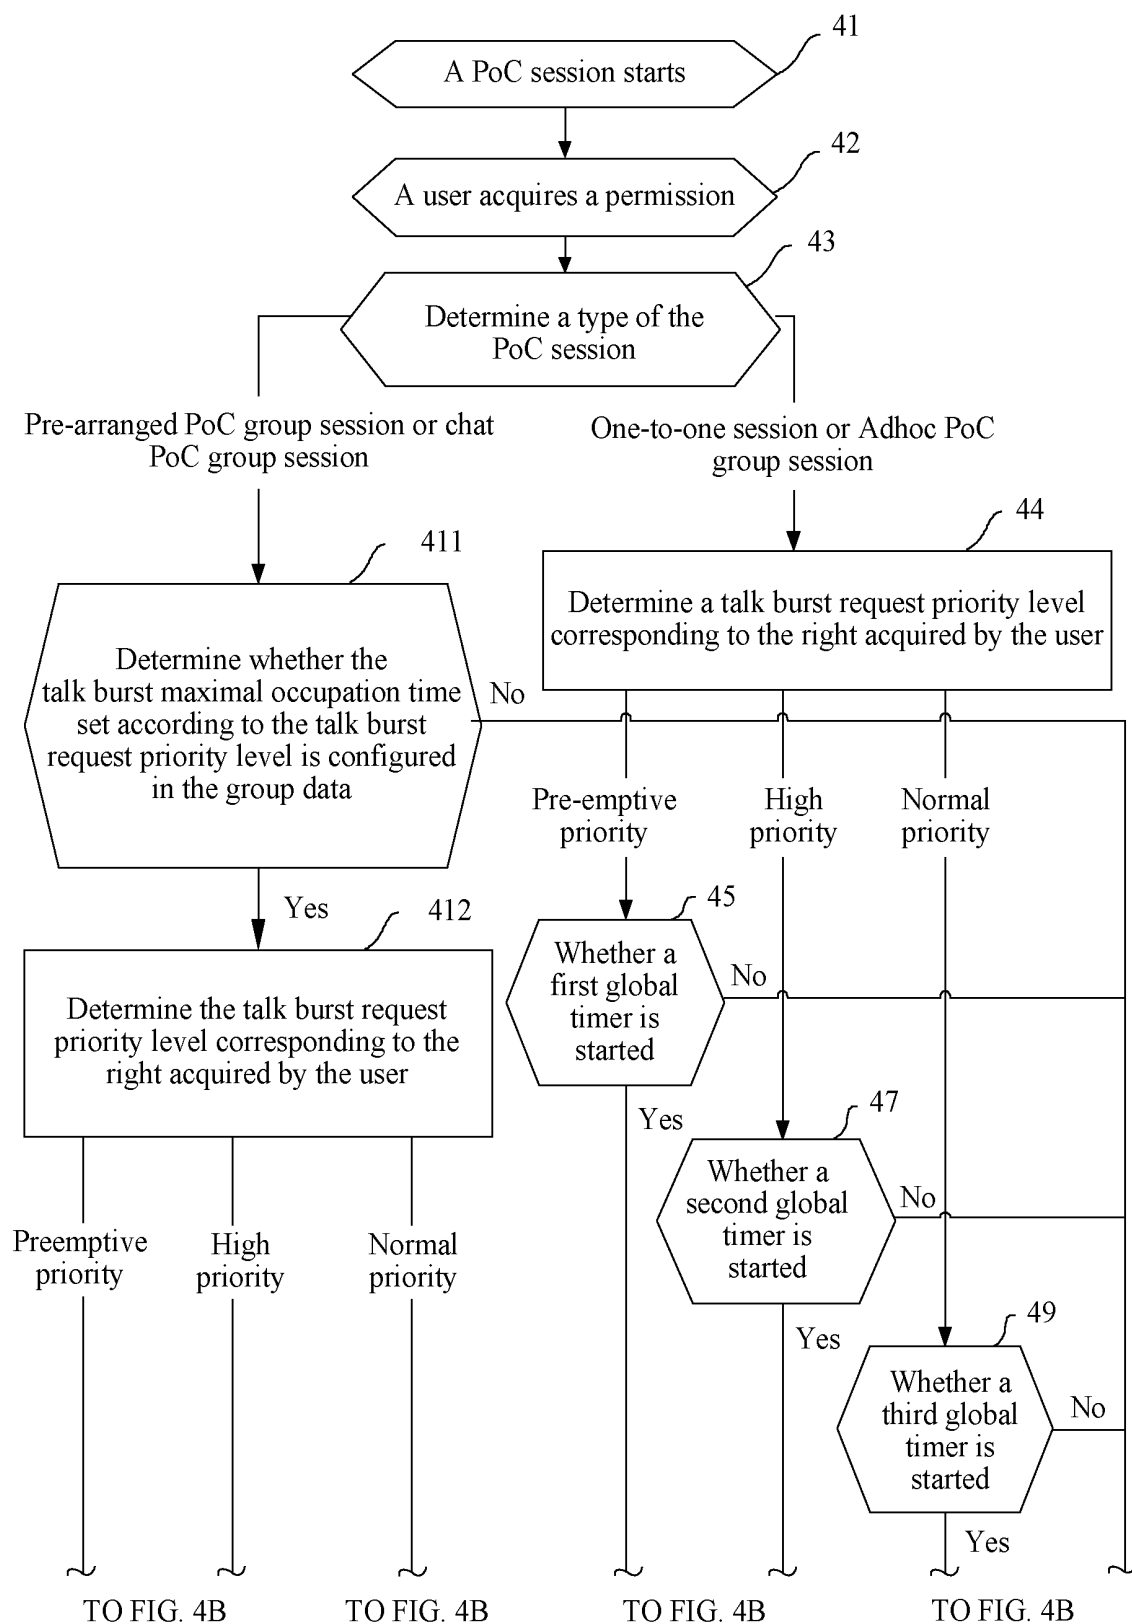 41
A PoC session starts
42
A user acquires a permission
43
Determine a type of the
PoC session
Pre-arranged PoC group session or chat
PoC group session
One-to-one session or Adhoc PoC
group session
411
44
Determine whether the
talk burst maximal occupation time
set according to the talk burst
request priority level is configured
in the group data
No
Determine a talk burst request priority level
corresponding to the right acquired by the user
Pre-emptive
priority
High
priority
Normal
priority
Yes
412
45
Determine the talk burst request
priority level corresponding to the
right acquired by the user
Whether a
first global
timer is
started
No
Yes
47
Whether a
second global
timer is
started
No
Preemptive
priority
High
priority
Normal
priority
Yes
49
Whether a
third global
timer is
started
No
Yes
TO FIG. 4B
TO FIG. 4B
TO FIG. 4B
TO FIG. 4B